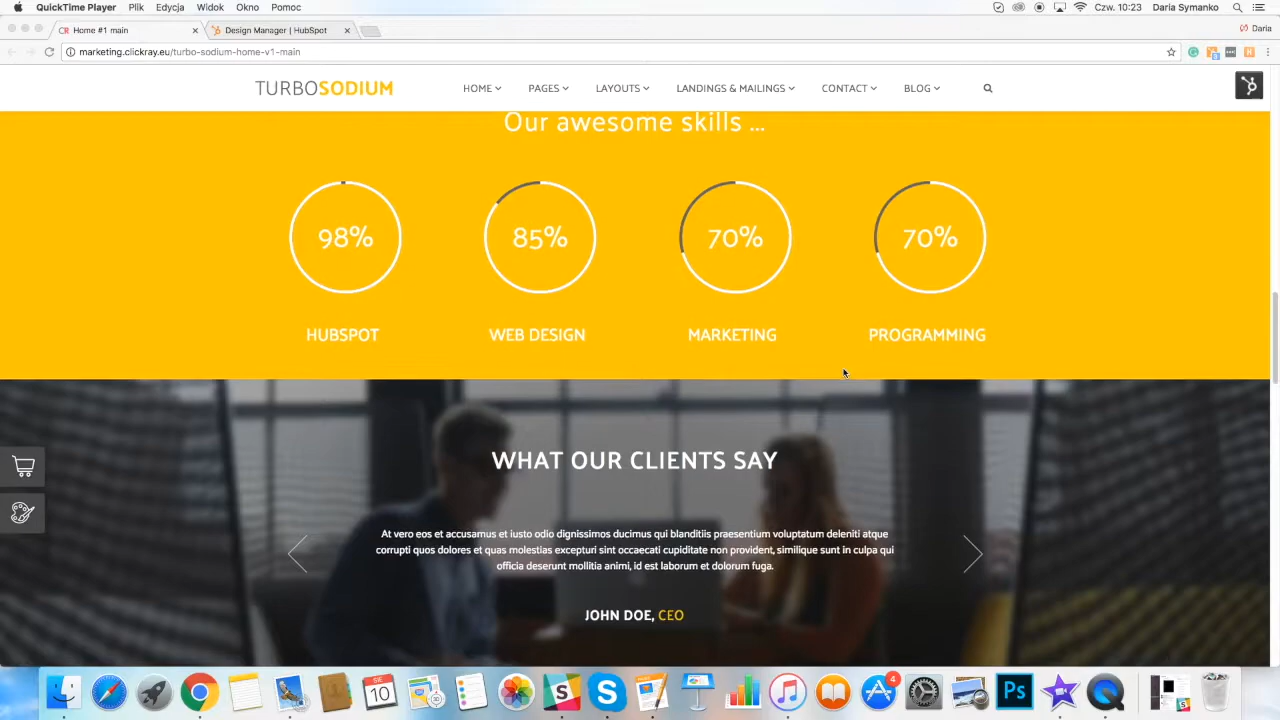 QuickTime Player Plik Edycja Widok Okno Pomoc Czw. 10:23 Daria Symanko
CR Home #1 main Design Manager | HubSpot Daria
marketing.clickray.eu/turbo-sodium-home-v1-main
TURBOSODIUM HOME PAGES LAYOUTS LANDINGS & MAILINGS CONTACT BLOG
Our awesome skills ...
98% 85% 70% 70%
HUBSPOT WEB DESIGN MARKETING PROGRAMMING
WHAT OUR CLIENTS SAY
At vero eos et accusamus et iusto odio dignissimos ducimus qui blanditiis praesentium voluptatum deleniti atque
corrupti quos dolores et quas molestias excepturi sint occaecati cupiditate non provident, similique sunt in culpa qui
officia deserunt mollitia animi, id est laborum et dolorum fuga.
JOHN DOE, CEO
SIE
10
4
Ps